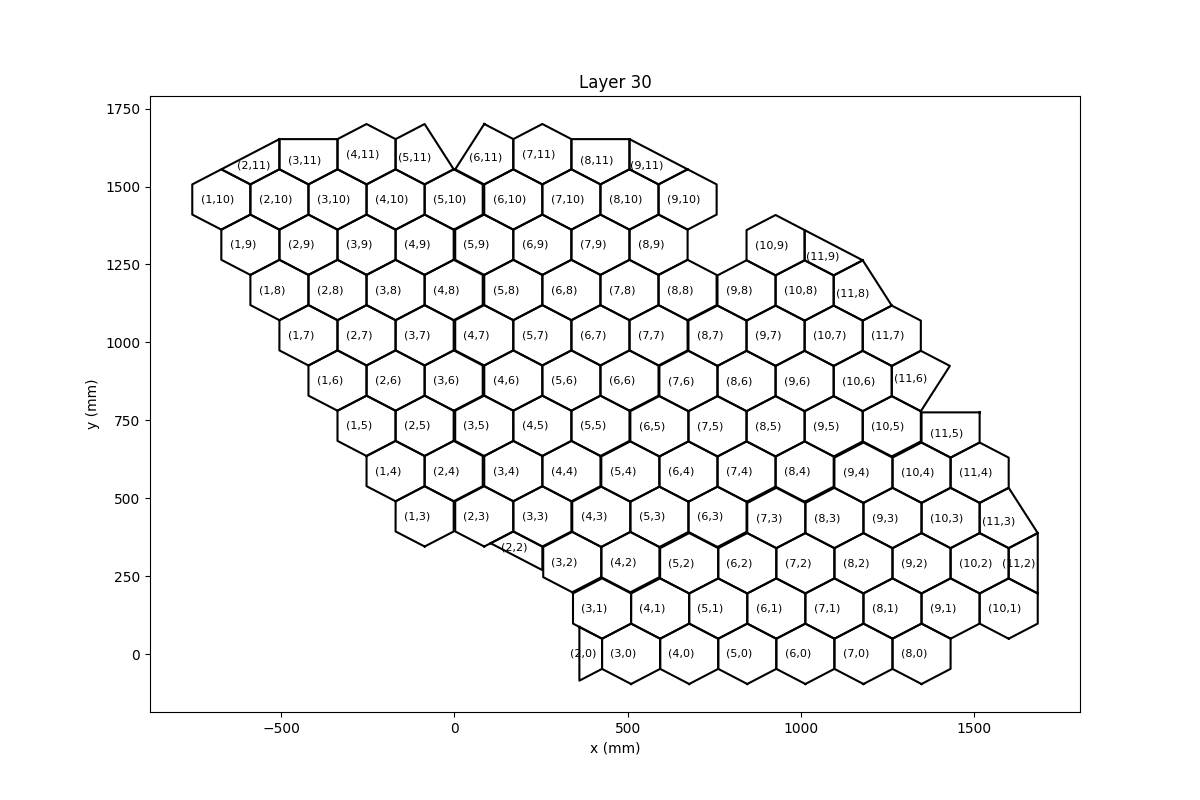 Layer 30
1750
1500
1250
1000
750
500
250
0
y (mm)
(2,11) (3,11) (4,11) (5,11) (6,11) (7,11) (8,11) (9,11)
(1,10) (2,10) (3,10) (4,10) (5,10) (6,10) (7,10) (8,10) (9,10)
(1,9) (2,9) (3,9) (4,9) (5,9) (6,9) (7,9) (8,9) (10,9) (11,9)
(1,8) (2,8) (3,8) (4,8) (5,8) (6,8) (7,8) (8,8) (9,8) (10,8) (11,8)
(1,7) (2,7) (3,7) (4,7) (5,7) (6,7) (7,7) (8,7) (9,7) (10,7) (11,7)
(1,6) (2,6) (3,6) (4,6) (5,6) (6,6) (7,6) (8,6) (9,6) (10,6) (11,6)
(1,5) (2,5) (3,5) (4,5) (5,5) (6,5) (7,5) (8,5) (9,5) (10,5) (11,5)
(1,4) (2,4) (3,4) (4,4) (5,4) (6,4) (7,4) (8,4) (9,4) (10,4) (11,4)
(1,3) (2,3) (3,3) (4,3) (5,3) (6,3) (7,3) (8,3) (9,3) (10,3) (11,3)
(2,2) (3,2) (4,2) (5,2) (6,2) (7,2) (8,2) (9,2) (10,2) (11,2)
(3,1) (4,1) (5,1) (6,1) (7,1) (8,1) (9,1) (10,1)
(2,0) (3,0) (4,0) (5,0) (6,0) (7,0) (8,0)
−500 0 500 1000 1500
x (mm)